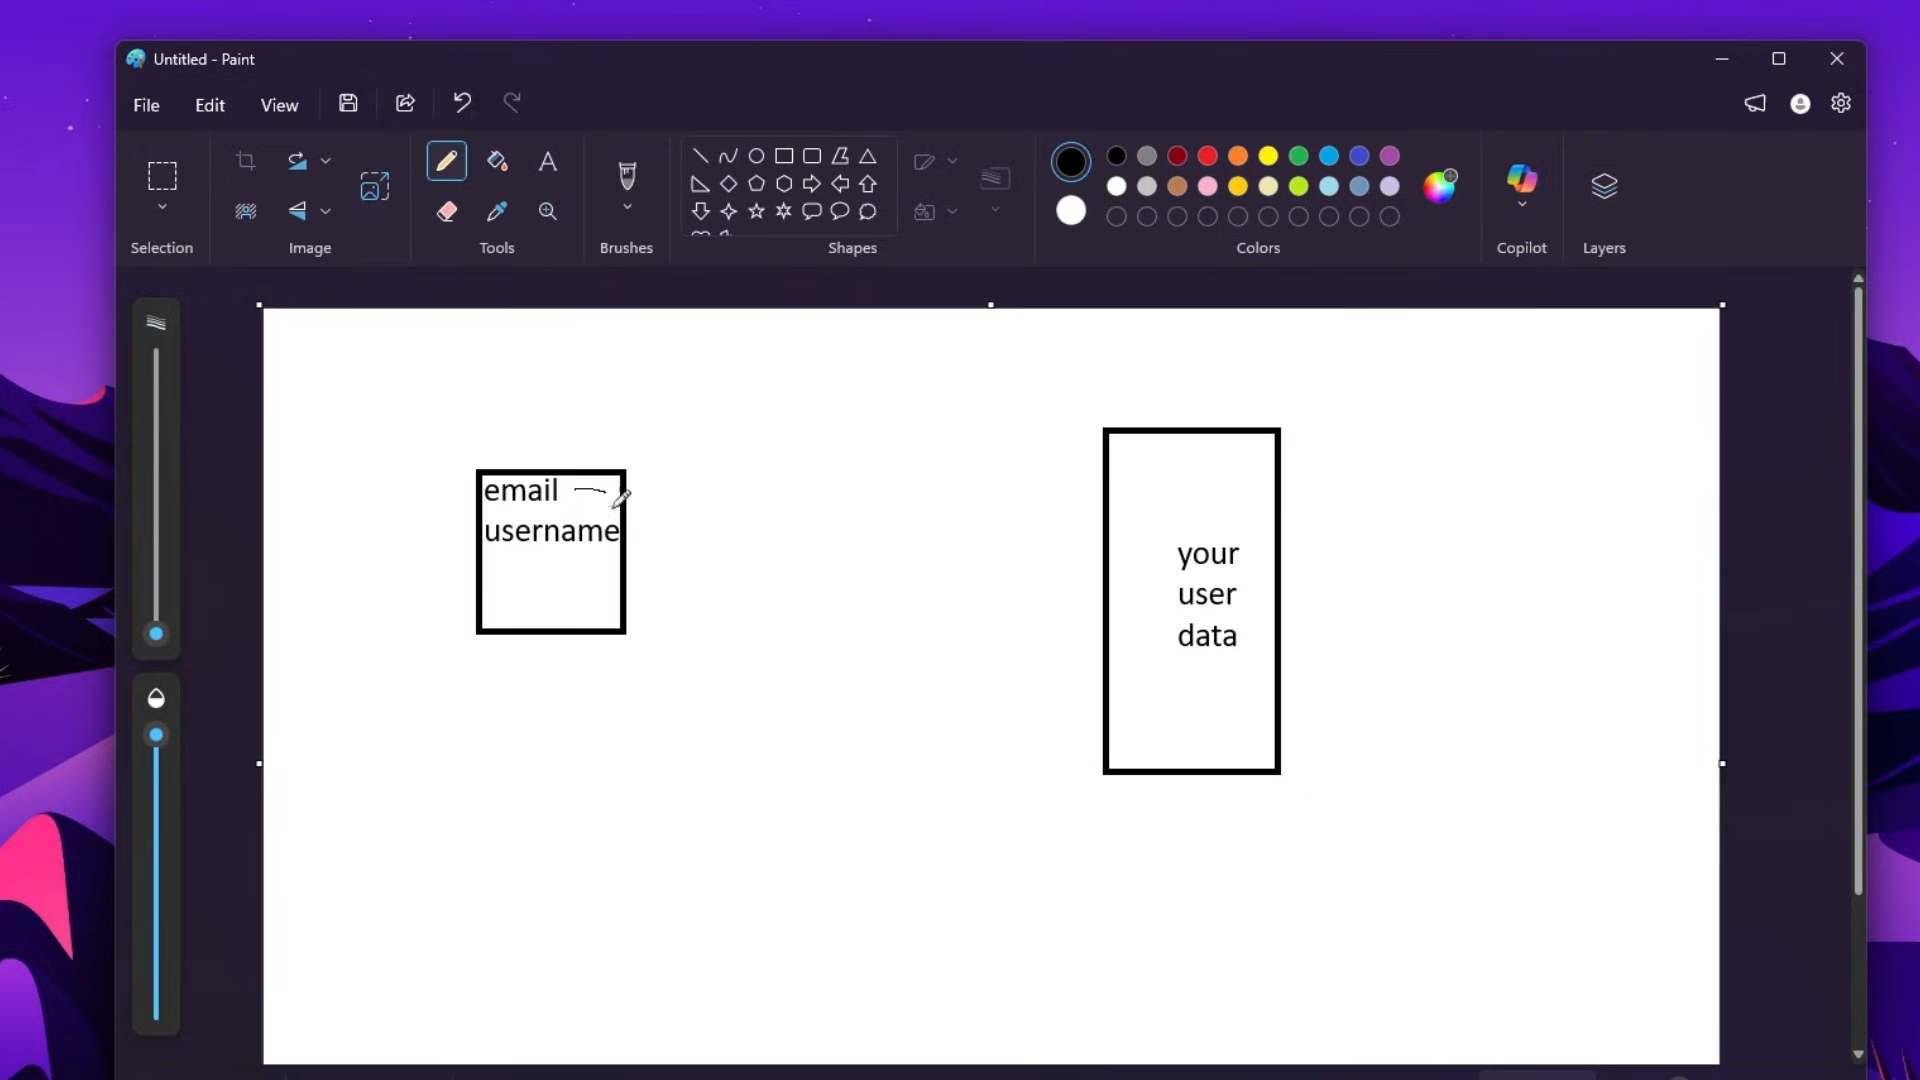 Untitled - Paint
File Edit View
Selection Image Tools Brushes Shapes Colors Copilot Layers
email
username
your
user
data